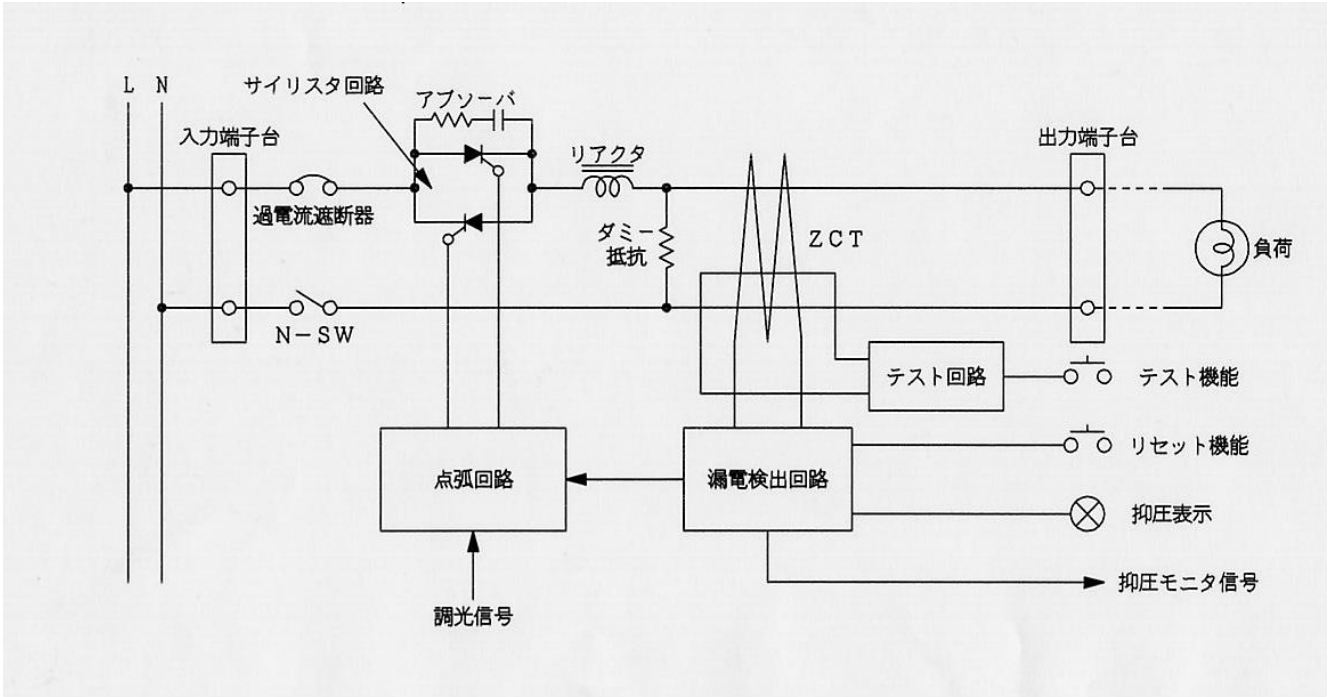 L N
サイリスタ回路
アブソーバ
入力端子台
リアクタ
出力端子台
過電流遮断器
ダミー
抵抗
ZCT
負荷
N-SW
テスト回路
テスト機能
点弧回路
漏電検出回路
リセット機能
抑圧表示
抑圧モニタ信号
調光信号